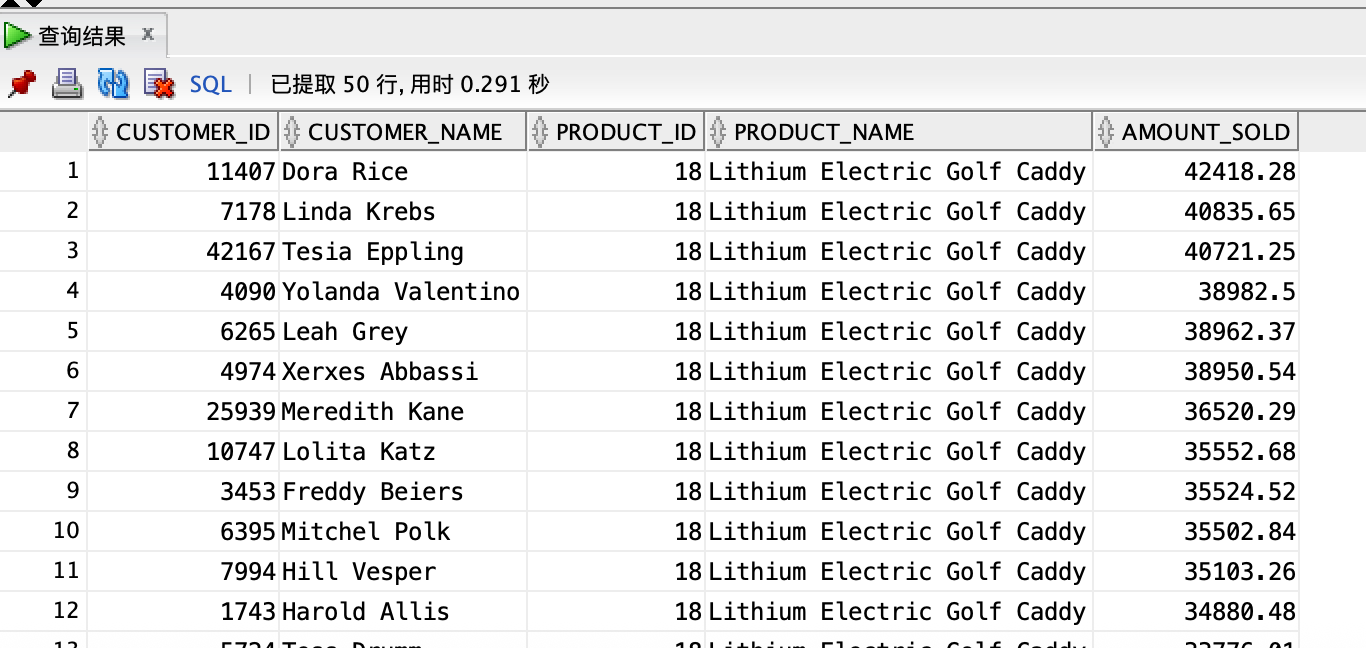 查询结果 x
SQL | 已提取 50 行, 用时 0.291 秒
CUSTOMER_ID CUSTOMER_NAME PRODUCT_ID PRODUCT_NAME AMOUNT_SOLD
1 11407 Dora Rice 18 Lithium Electric Golf Caddy 42418.28
2 7178 Linda Krebs 18 Lithium Electric Golf Caddy 40835.65
3 42167 Tesia Eppling 18 Lithium Electric Golf Caddy 40721.25
4 4090 Yolanda Valentino 18 Lithium Electric Golf Caddy 38982.5
5 6265 Leah Grey 18 Lithium Electric Golf Caddy 38962.37
6 4974 Xerxes Abbassi 18 Lithium Electric Golf Caddy 38950.54
7 25939 Meredith Kane 18 Lithium Electric Golf Caddy 36520.29
8 10747 Lolita Katz 18 Lithium Electric Golf Caddy 35552.68
9 3453 Freddy Beiers 18 Lithium Electric Golf Caddy 35524.52
10 6395 Mitchel Polk 18 Lithium Electric Golf Caddy 35502.84
11 7994 Hill Vesper 18 Lithium Electric Golf Caddy 35103.26
12 1743 Harold Allis 18 Lithium Electric Golf Caddy 34880.48
13 18 Lithium Electric Golf Caddy